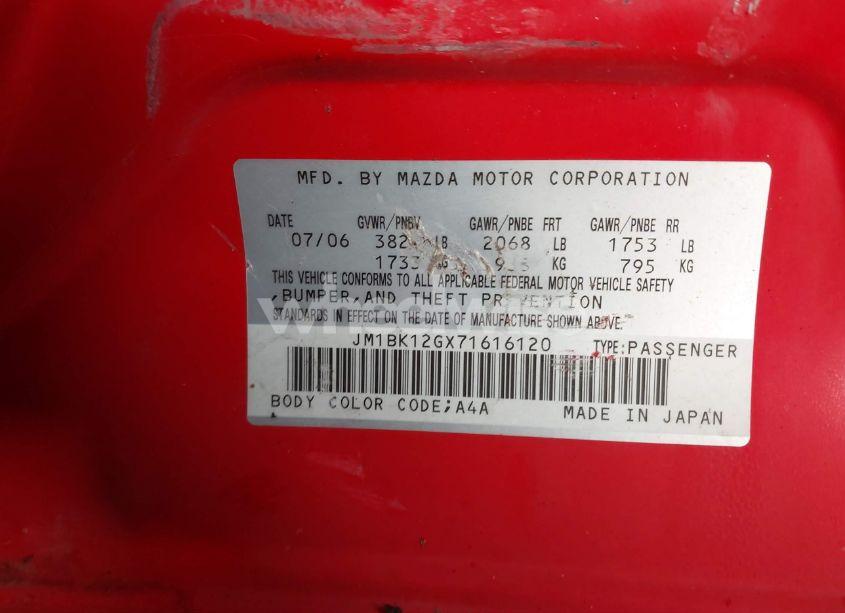 MFD. BY MAZDA MOTOR CORPORATION
DATE GVWR/PNBV GAWR/PNBE FRT GAWR/PNBE RR
07/06 LB 2068 LB 1753 LB
1733 KG KG 795 KG
THIS VEHICLE CONFORMS TO ALL APPLICABLE FEDERAL MOTOR VEHICLE SAFETY
,BUMPER,AND THEFT PREVENTION
STANDARDS IN EFFECT ON THE DATE OF MANUFACTURE SHOWN ABOVE.
JM1BK12GX71616120 TYPE:PASSENGER
BODY COLOR CODE;A4A MADE IN JAPAN